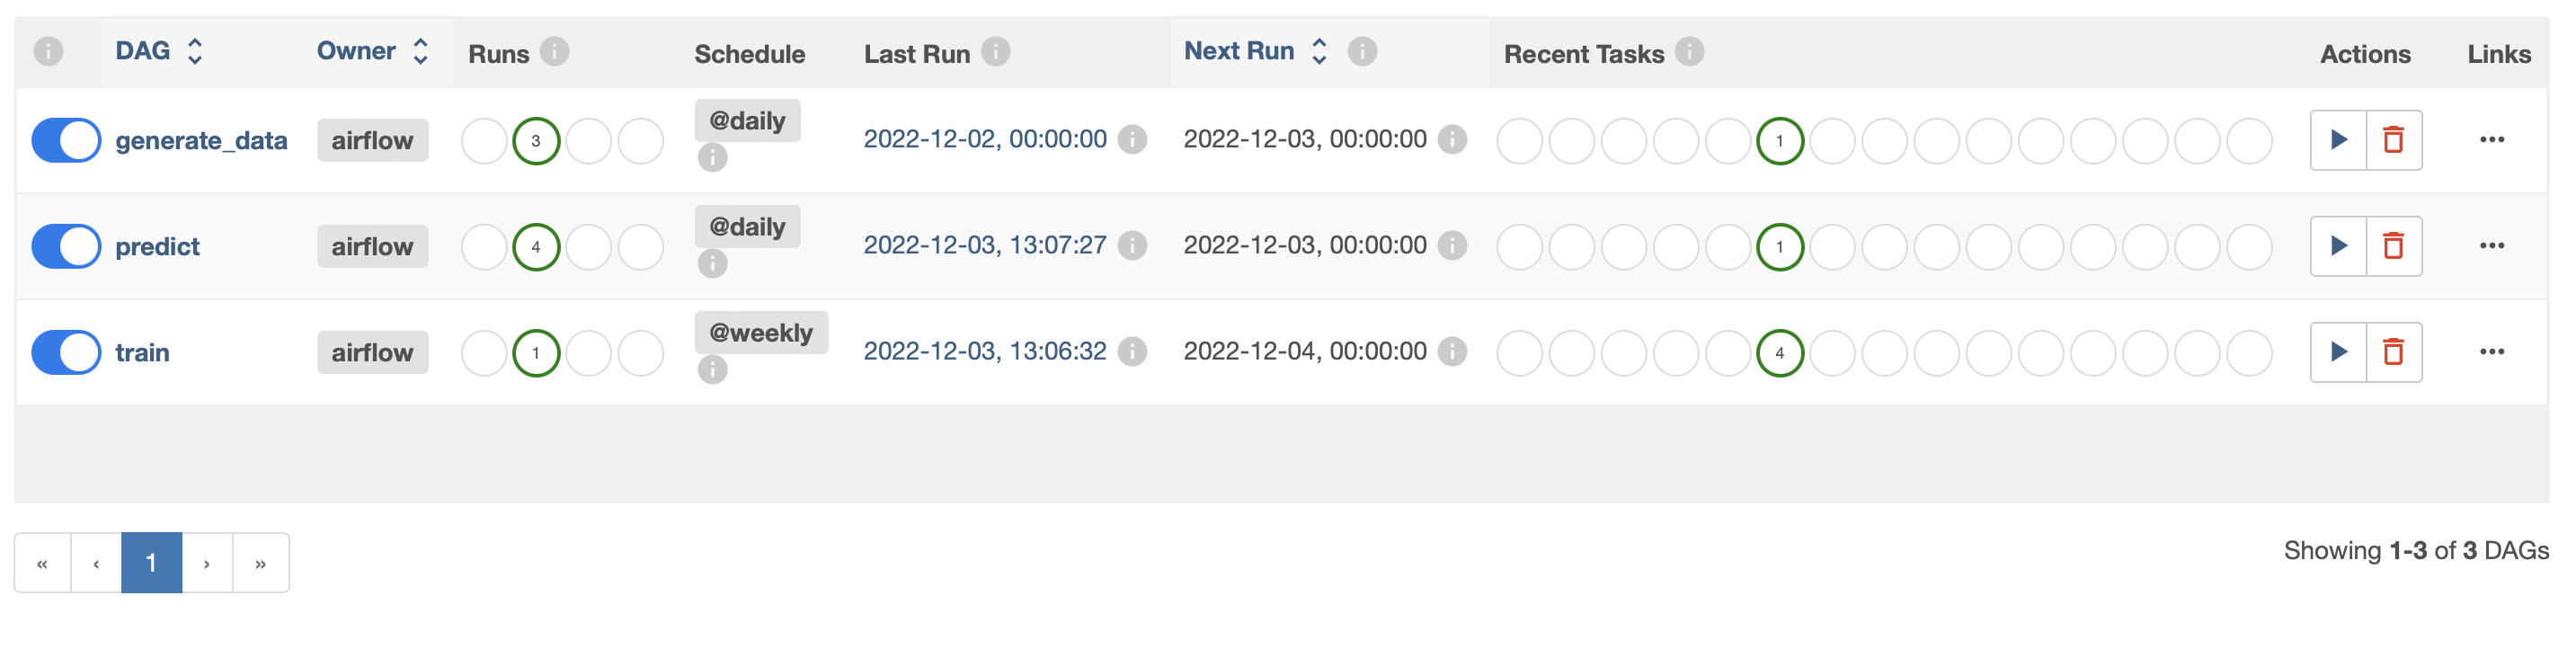 DAG Owner Runs Schedule Last Run Next Run Recent Tasks Actions Links
generate_data airflow 3 @daily 2022-12-02, 00:00:00 2022-12-03, 00:00:00 1
predict airflow 4 @daily 2022-12-03, 13:07:27 2022-12-03, 00:00:00 1
train airflow 1 @weekly 2022-12-03, 13:06:32 2022-12-04, 00:00:00 4
« ‹ 1 › » Showing 1-3 of 3 DAGs